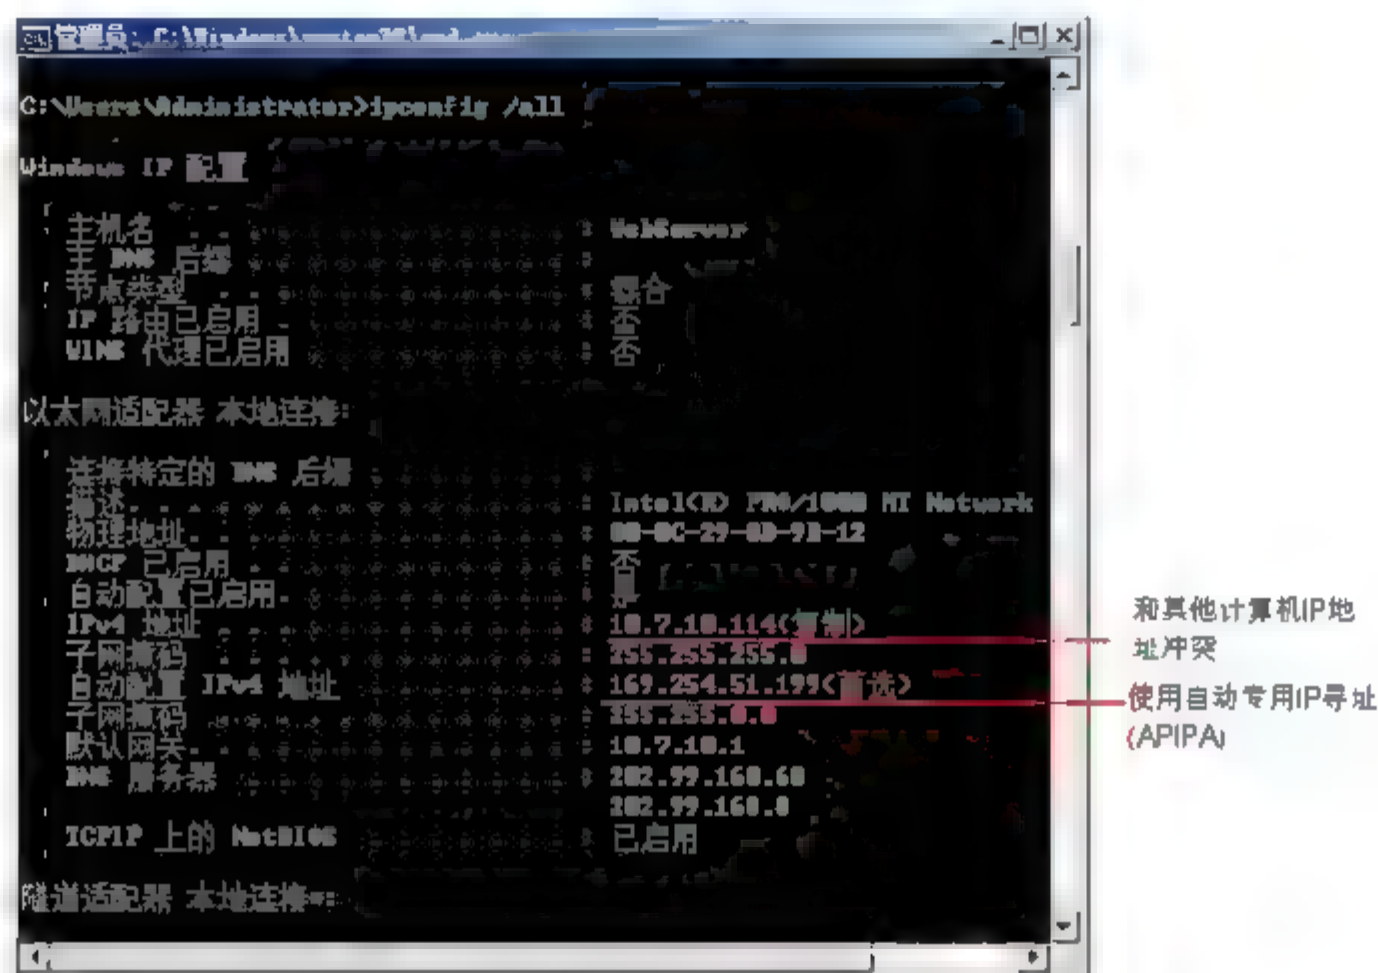 管理员: C:\Windows\system32\cmd
C:\Users\Administrator>ipconfig /all
Windows IP 配置
主机名 : WebServer
主 DNS 后缀 :
节点类型 : 混合
IP 路由已启用 : 否
WINS 代理已启用 : 否
以太网适配器 本地连接:
连接特定的 DNS 后缀 :
描述. : Intel(R) PRO/1000 MT Network
物理地址. : 9B-12
DHCP 已启用 : 否
自动配置已启用. : 是
IPv4 地址 : 10.7.10.114(复制)
子网掩码 : 255.255.255.0
自动配置 IPv4 地址 : 169.254.51.199(首选)
子网掩码 : 255.255.0.0
默认网关. : 10.7.10.1
DNS 服务器 : 202.99.160.68
202.99.160.8
TCPIP 上的 NetBIOS : 已启用
隧道适配器 本地连接*:
和其他计算机IP地
址冲突
使用自动专用IP寻址
(APIPA)